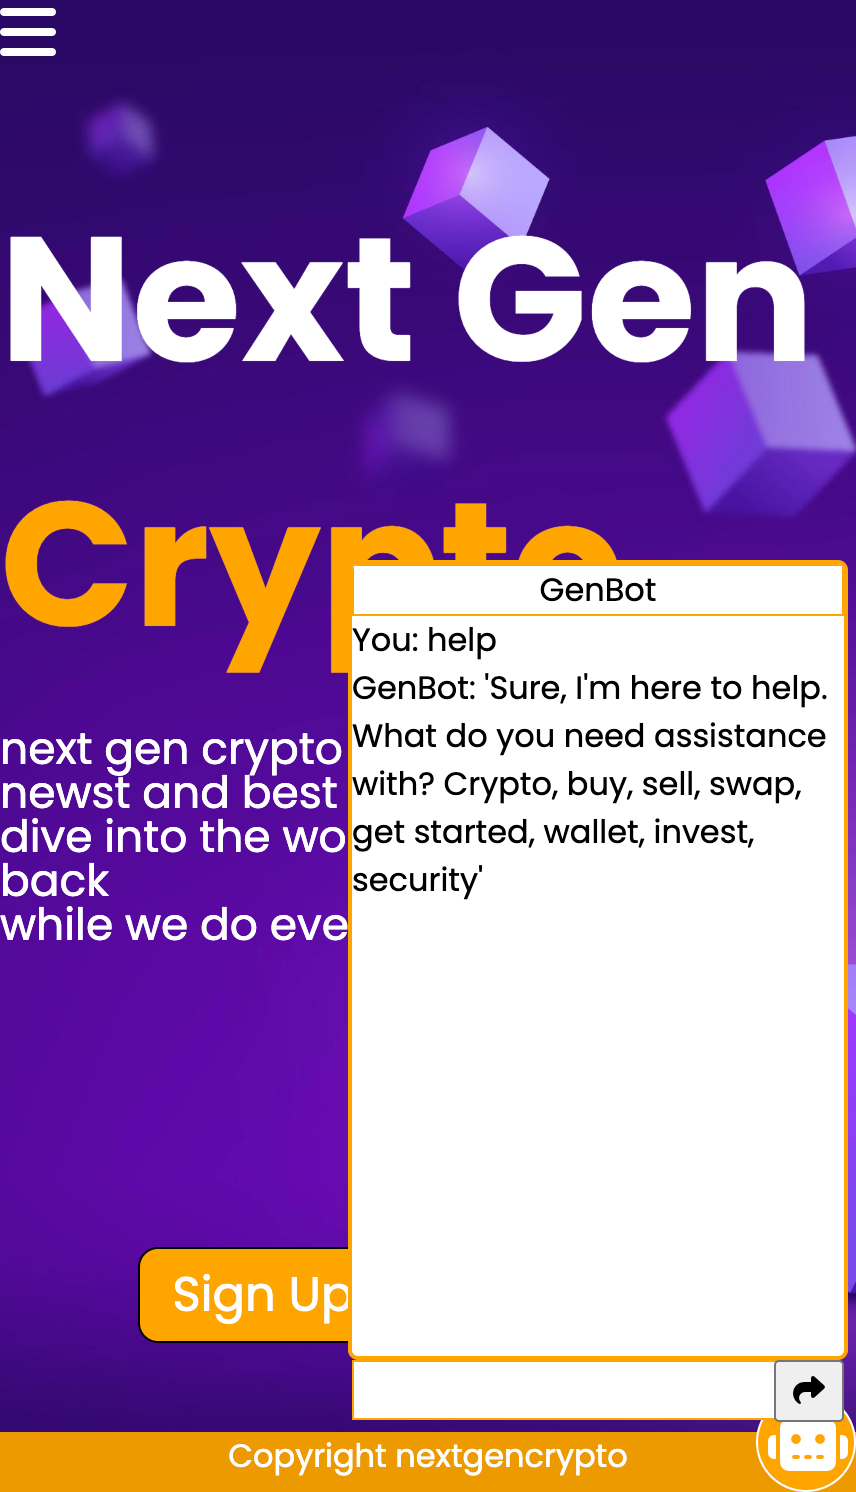 Next Gen
Crypto
next gen crypto
newst and best
dive into the wo
back
while we do eve
Sign Up
GenBot
You: help
GenBot: 'Sure, I'm here to help.
What do you need assistance
with? Crypto, buy, sell, swap,
get started, wallet, invest,
security'
Copyright nextgencrypto